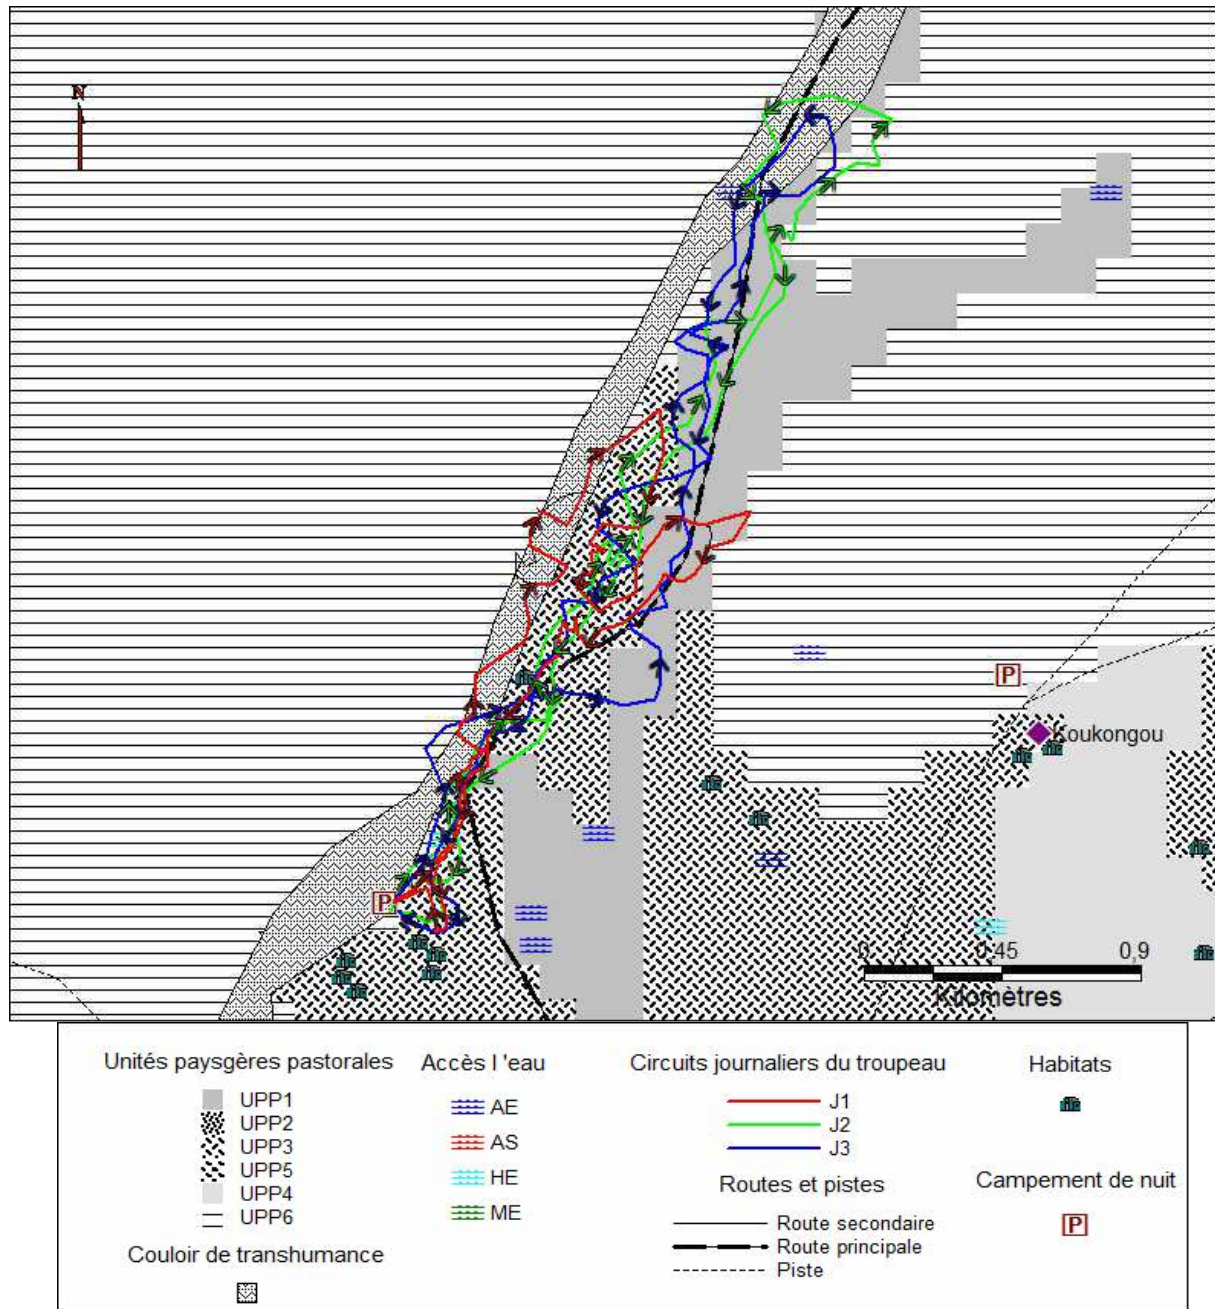 N
P
Koukongou
P
0 0.45 0,9
Kilomètres
Unités paysgères pastorales
UPP1
UPP2
UPP3
UPP5
UPP4
UPP6
Couloir de transhumance
Accès l 'eau
AE
AS
HE
ME
Circuits journaliers du troupeau
J1
J2
J3
Routes et pistes
Route secondaire
Route principale
Piste
Habitats
Campement de nuit
P